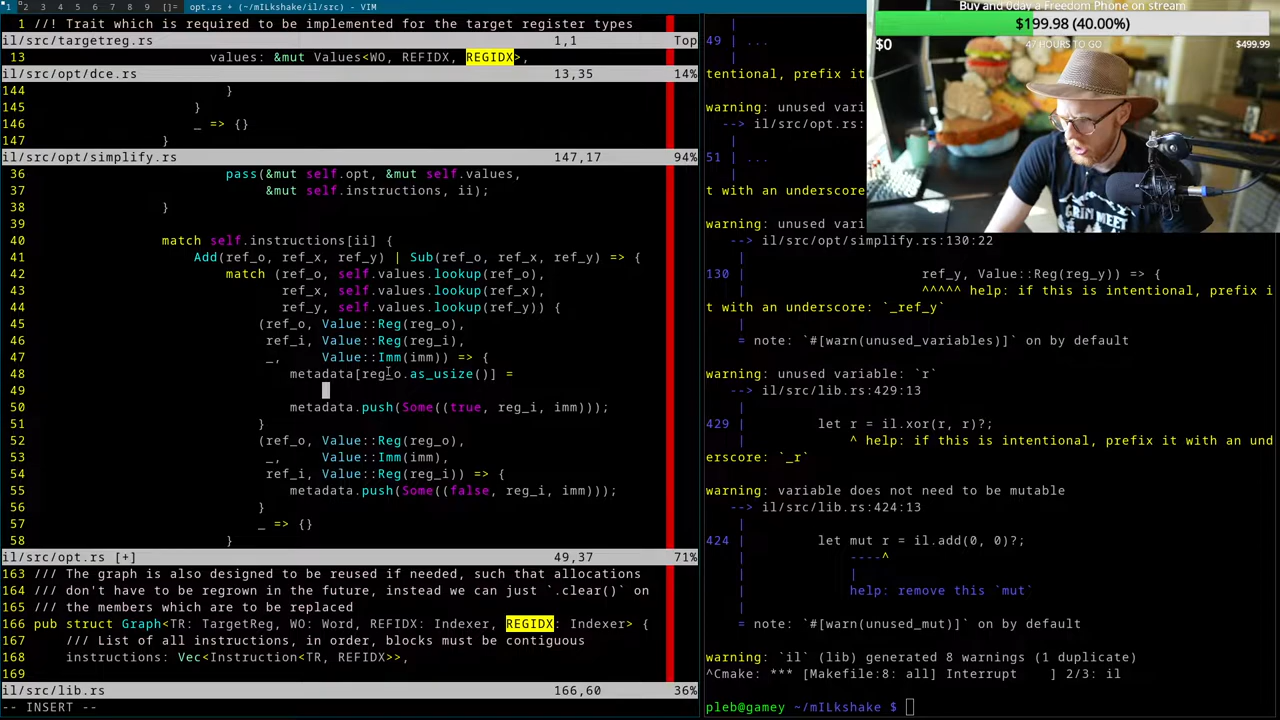 1 2 3 4 5 6 7 8 9 []= opt.rs + (~/mILkshake/il/src) - VIM
1 //! Trait which is required to be implemented for the target register types
il/src/targetreg.rs 1,1 Top
13 values: &mut Values<WO, REFIDX, REGIDX>,
il/src/opt/dce.rs 13,35 14%
144 }
145 }
146 _ => {}
147 }
il/src/opt/simplify.rs 147,17 94%
36 pass(&mut self.opt, &mut self.values,
37 &mut self.instructions, ii);
38 }
39
40 match self.instructions[ii] {
41 Add(ref_o, ref_x, ref_y) | Sub(ref_o, ref_x, ref_y) => {
42 match (ref_o, self.values.lookup(ref_o),
43 ref_x, self.values.lookup(ref_x),
44 ref_y, self.values.lookup(ref_y)) {
45 (ref_o, Value::Reg(reg_o),
46 ref_i, Value::Reg(reg_i),
47 _, Value::Imm(imm)) => {
48 metadata[reg_o.as_usize()] =
49
50 metadata.push(Some((true, reg_i, imm)));
51 }
52 (ref_o, Value::Reg(reg_o),
53 _, Value::Imm(imm),
54 ref_i, Value::Reg(reg_i)) => {
55 metadata.push(Some((false, reg_i, imm)));
56 }
57 _ => {}
58 }
il/src/opt.rs [+] 49,37 71%
163 /// The graph is also designed to be reused if needed, such that allocations
164 /// don't have to be regrown in the future, instead we can just `.clear()` on
165 /// the members which are to be replaced
166 pub struct Graph<TR: TargetReg, WO: Word, REFIDX: Indexer, REGIDX: Indexer> {
167 /// List of all instructions, in order, blocks must be contiguous
168 instructions: Vec<Instruction<TR, REFIDX>>,
169
il/src/lib.rs 166,60 36%
-- INSERT --
|
49 | ...
|
tentional, prefix it
warning: unused varia
--> il/src/opt.rs:
|
51 | ...
|
t with an underscore
warning: unused vari
--> il/src/opt/simplify.rs:130:22
|
130 | ref_y, Value::Reg(reg_y)) => {
| ^^^^^ help: if this is intentional, prefix i
t with an underscore: `_ref_y`
|
= note: `#[warn(unused_variables)]` on by default
warning: unused variable: `r`
--> il/src/lib.rs:429:13
|
429 | let r = il.xor(r, r)?;
| ^ help: if this is intentional, prefix it with an und
erscore: `_r`
warning: variable does not need to be mutable
--> il/src/lib.rs:424:13
|
424 | let mut r = il.add(0, 0)?;
| ----^
| |
| help: remove this `mut`
|
= note: `#[warn(unused_mut)]` on by default
warning: `il` (lib) generated 8 warnings (1 duplicate)
^Cmake: *** [Makefile:8: all] Interrupt ] 2/3: il
pleb@gamey ~/mILkshake $
Buy and 0day a Freedom Phone on stream
$199.98 (40.00%)
$0 47 HOURS TO GO $499.99
GRIN MEET